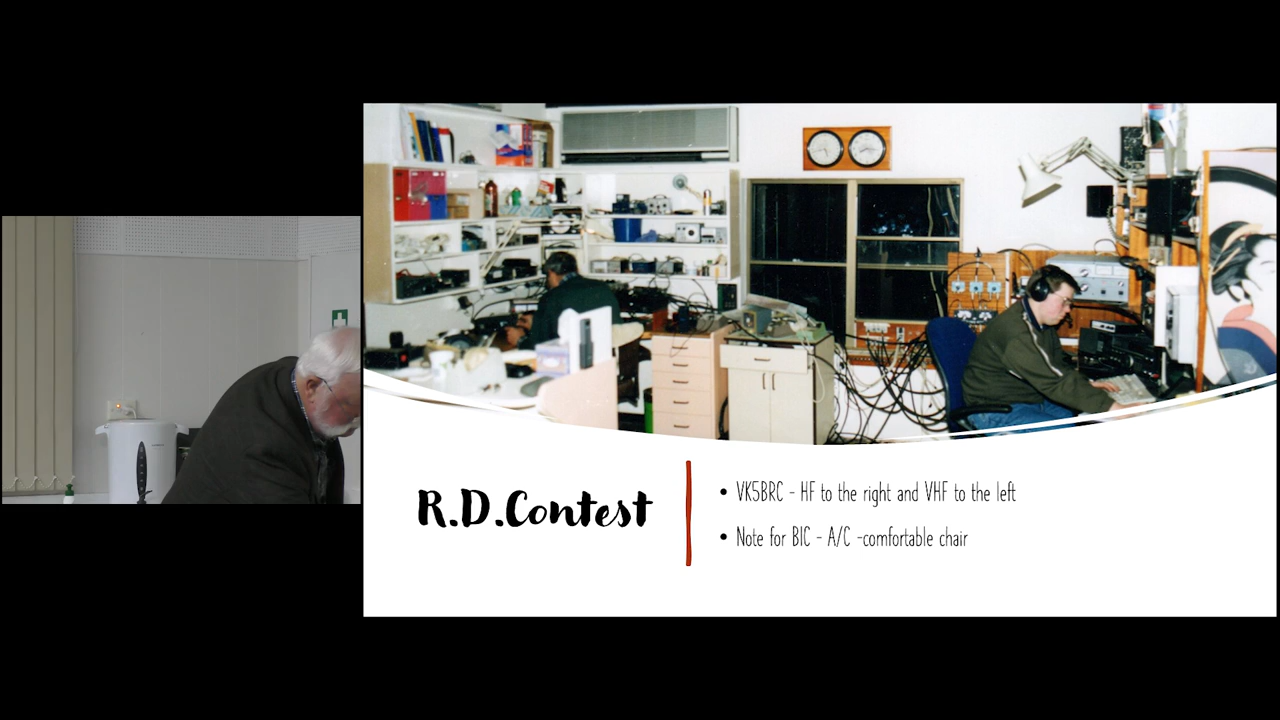 R.D.Contest
• VK5BRC - HF to the right and VHF to the left
• Note for BIC - A/C -comfortable chair